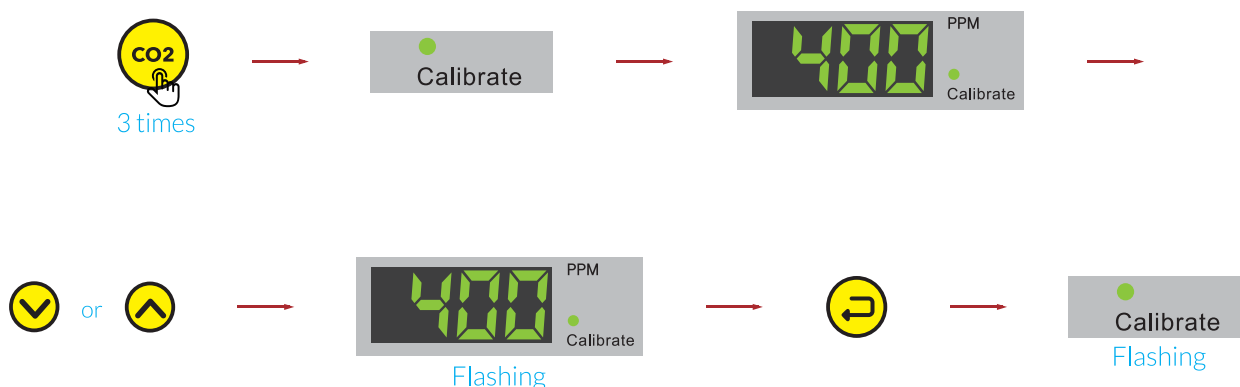 CO2
3 times
Calibrate
400
PPM
Calibrate
or
400
PPM
Calibrate
Flashing
Calibrate
Flashing